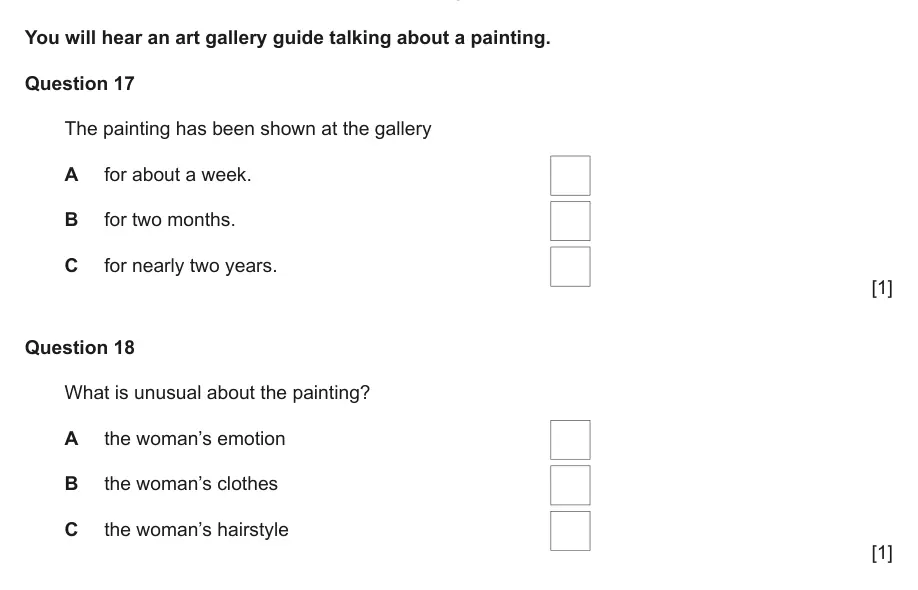 You will hear an art gallery guide talking about a painting.
Question 17
The painting has been shown at the gallery
A for about a week.
B for two months.
C for nearly two years.
[1]
Question 18
What is unusual about the painting?
A the woman’s emotion
B the woman’s clothes
C the woman’s hairstyle
[1]